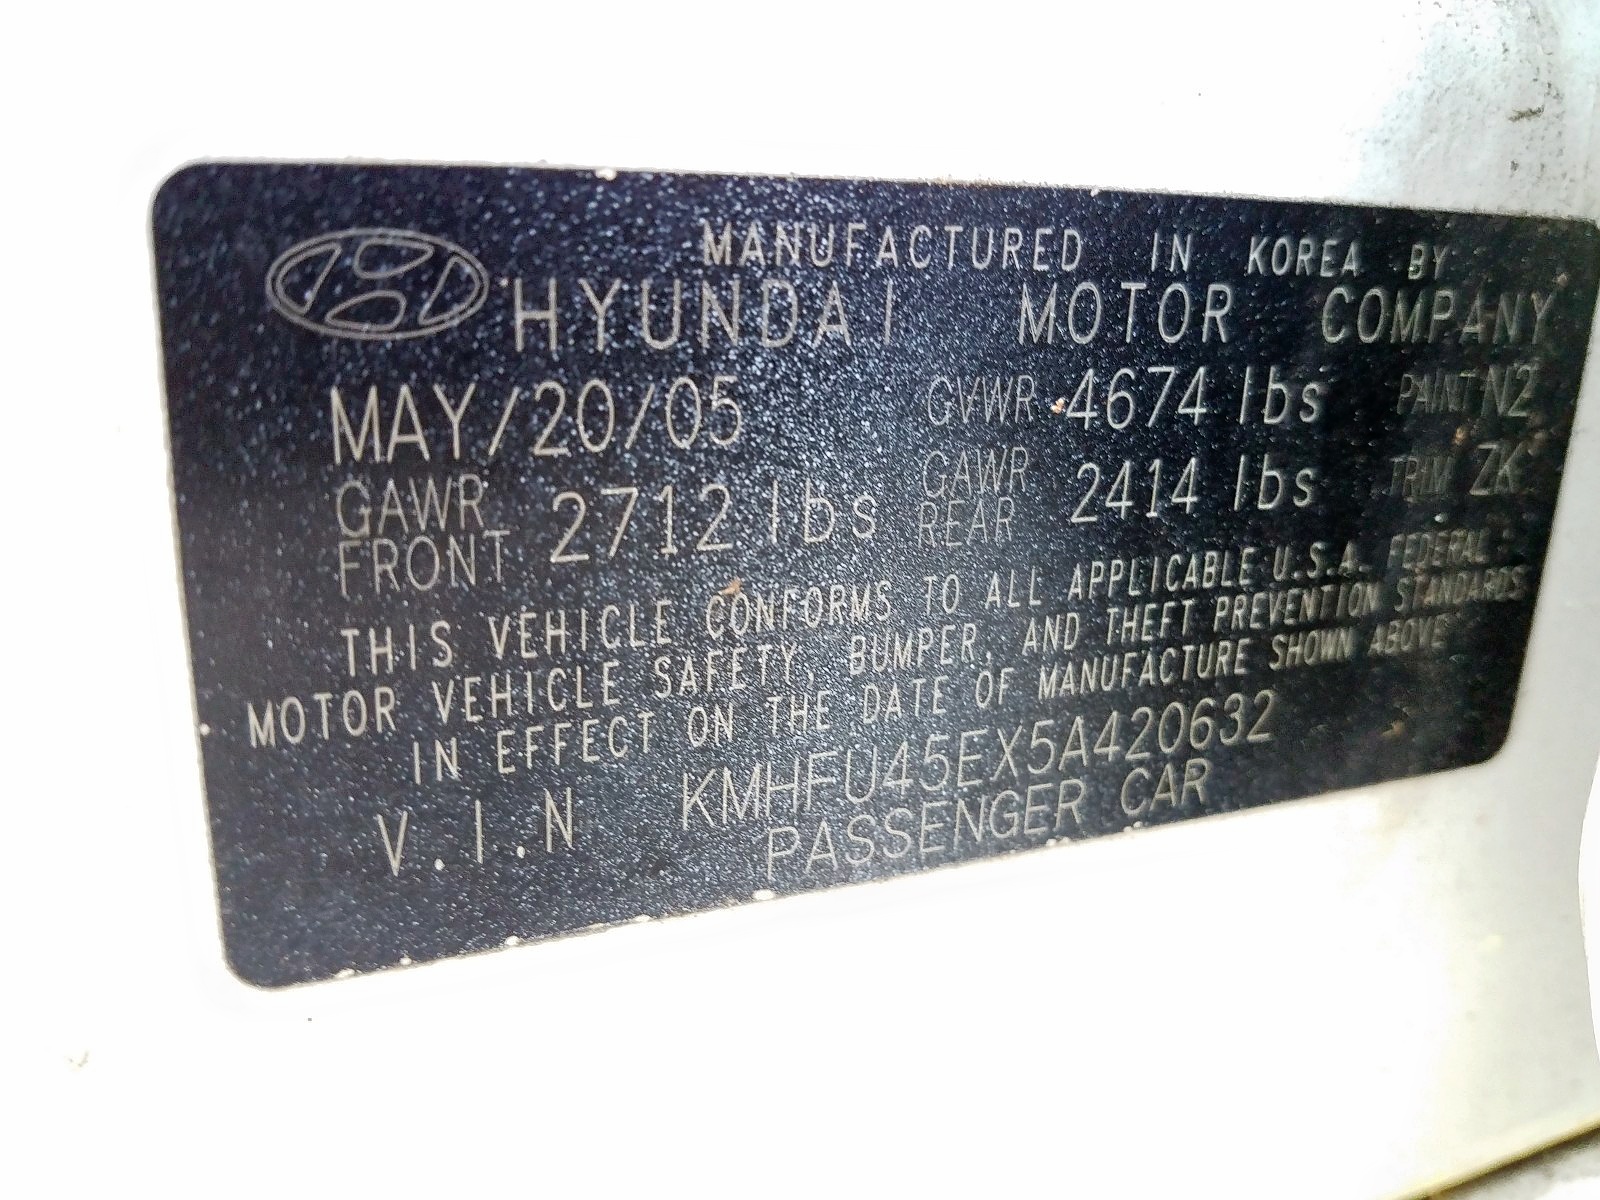 MANUFACTURED IN KOREA BY
HYUNDAI MOTOR COMPANY
MAY/20/05 GVWR 4674 lbs PAINT N2
GAWR FRONT 2712 lbs GAWR REAR 2414 lbs TRIM ZK
THIS VEHICLE CONFORMS TO ALL APPLICABLE U.S.A. FEDERAL
MOTOR VEHICLE SAFETY, BUMPER, AND THEFT PREVENTION STANDARDS
IN EFFECT ON THE DATE OF MANUFACTURE SHOWN ABOVE
V.I.N KMHFU45EX5A420632
PASSENGER CAR